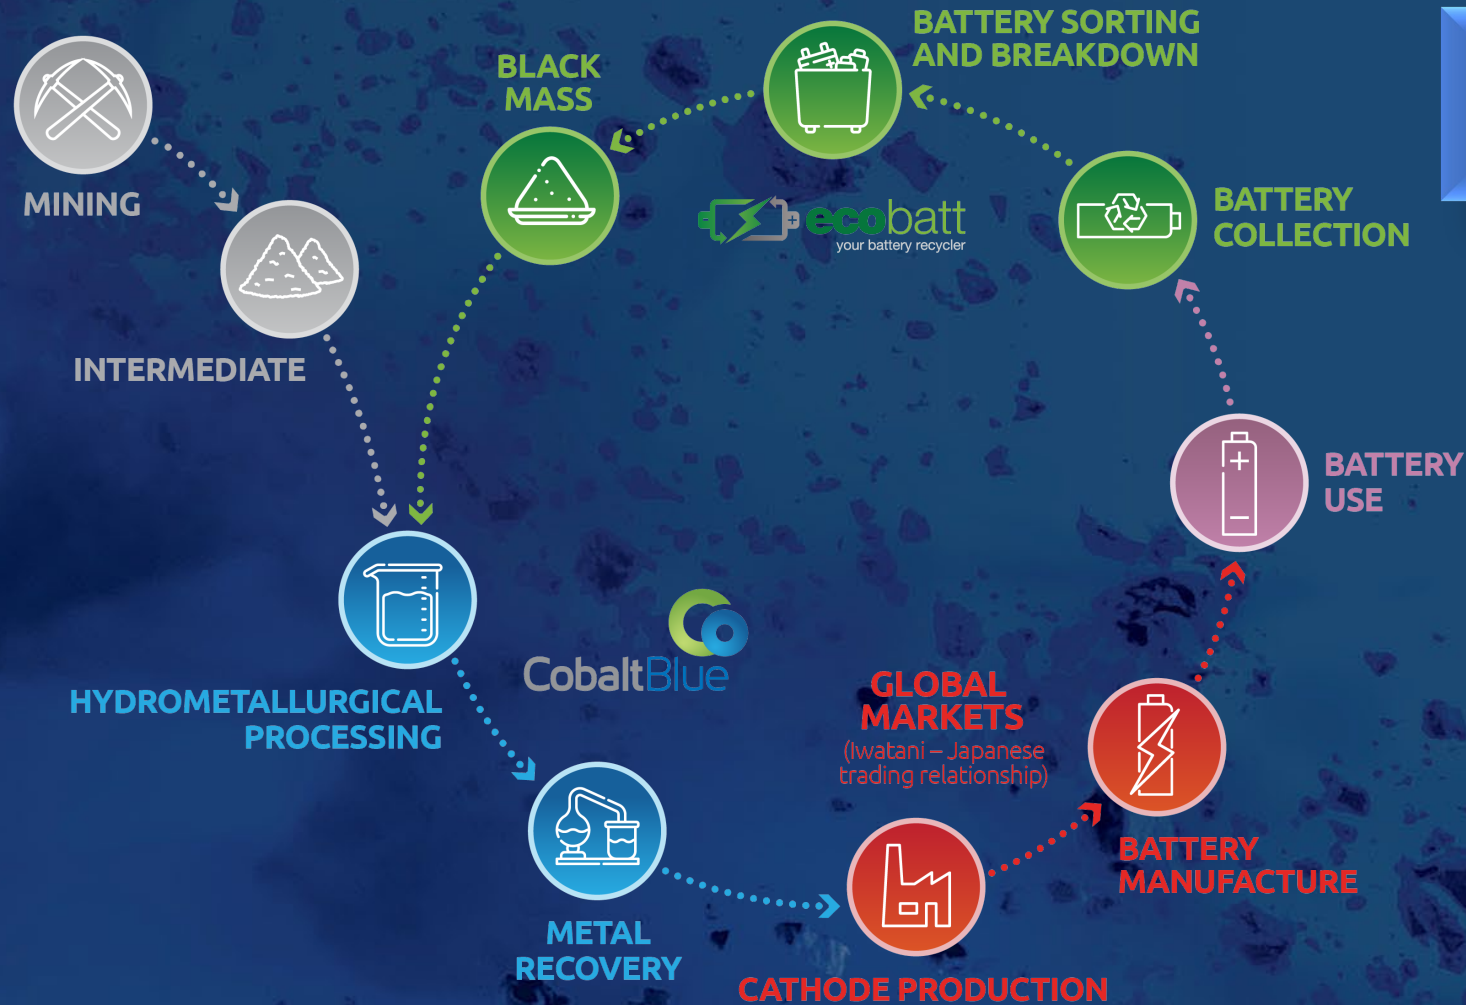 MINING
INTERMEDIATE
BLACK
MASS
BATTERY SORTING
AND BREAKDOWN
BATTERY
COLLECTION
ecobatt
your battery recycler
BATTERY
USE
HYDROMETALLURGICAL
PROCESSING
CobaltBlue
METAL
RECOVERY
GLOBAL
MARKETS
(Iwatani – Japanese
trading relationship)
CATHODE PRODUCTION
BATTERY
MANUFACTURE